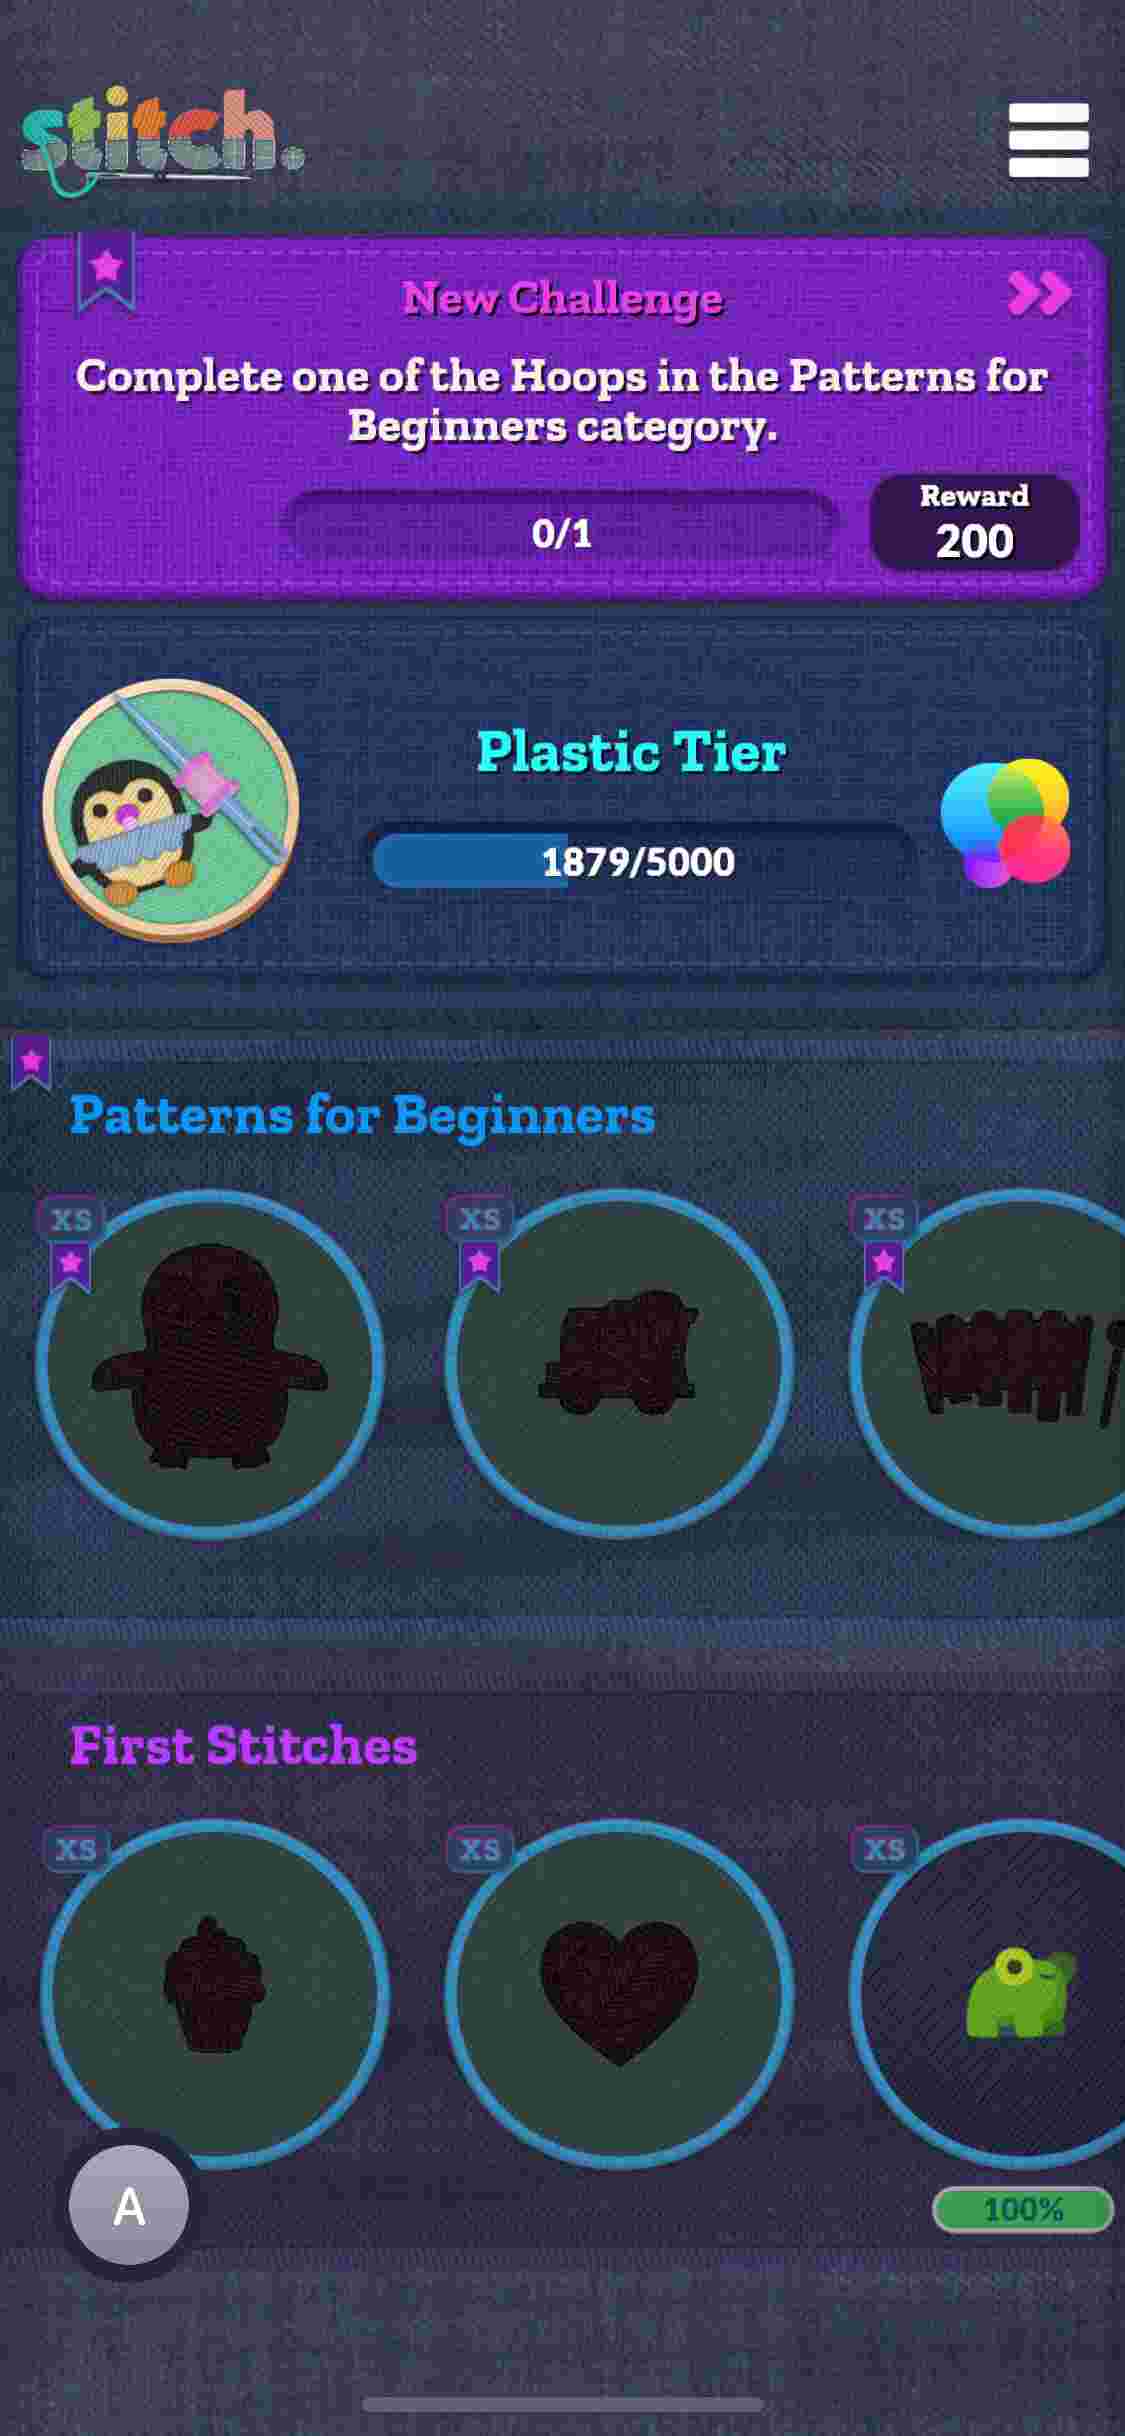 stitch.
New Challenge
Complete one of the Hoops in the Patterns for
Beginners category.
0/1
Reward
200
Plastic Tier
1879/5000
Patterns for Beginners
XS
XS
XS
First Stitches
XS
XS
XS
A
100%